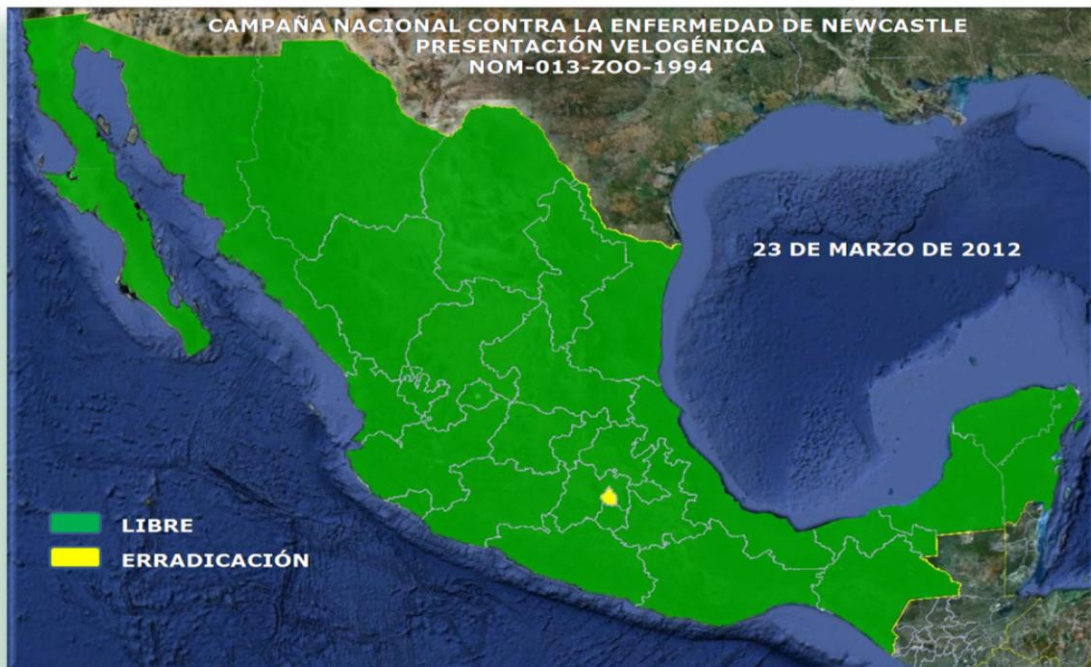 CAMPAÑA NACIONAL CONTRA LA ENFERMEDAD DE NEWCASTLE
PRESENTACIÓN VELOGÉNICA
NOM-013-ZOO-1994
23 DE MARZO DE 2012
LIBRE
ERRADICACIÓN